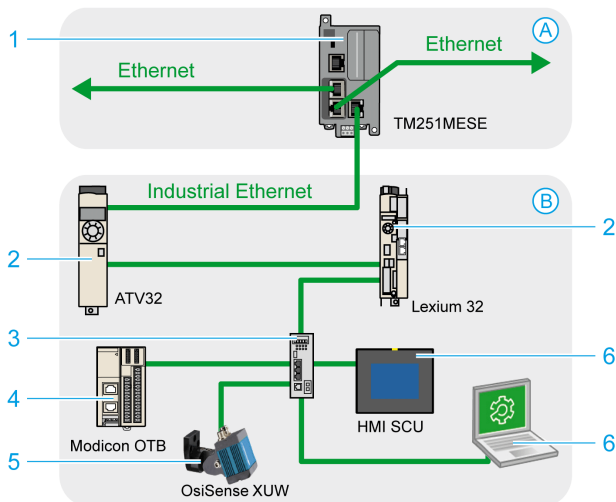 1
A
Ethernet
Ethernet
TM251MESE
Industrial Ethernet
B
2
2
ATV32
Lexium 32
3
6
4
HMI SCU
Modicon OTB
6
5
OsiSense XUW